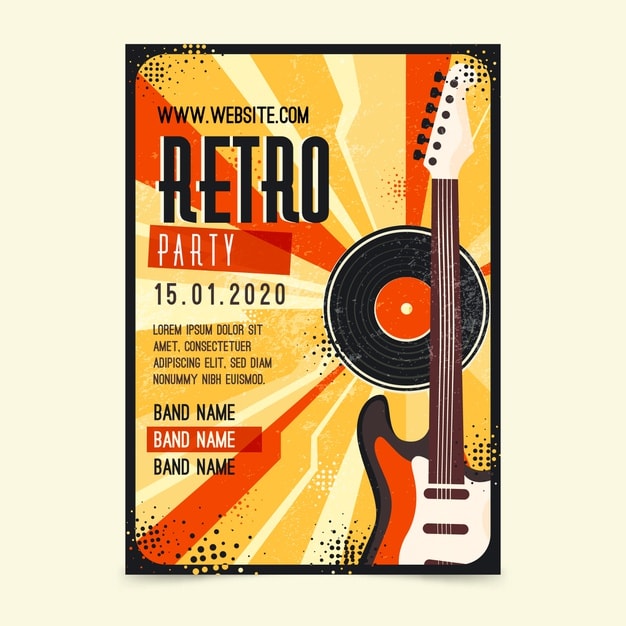 WWW.WEBSITE.COM
RETRO
PARTY
15.01.2020
LOREM IPSUM DOLOR
SIT AMET,
CONSECTETUER
ADIPISCING ELIT, SED DIAM
NONUMMY NIBH EUISMOD.
BAND NAME
BAND NAME
BAND NAME